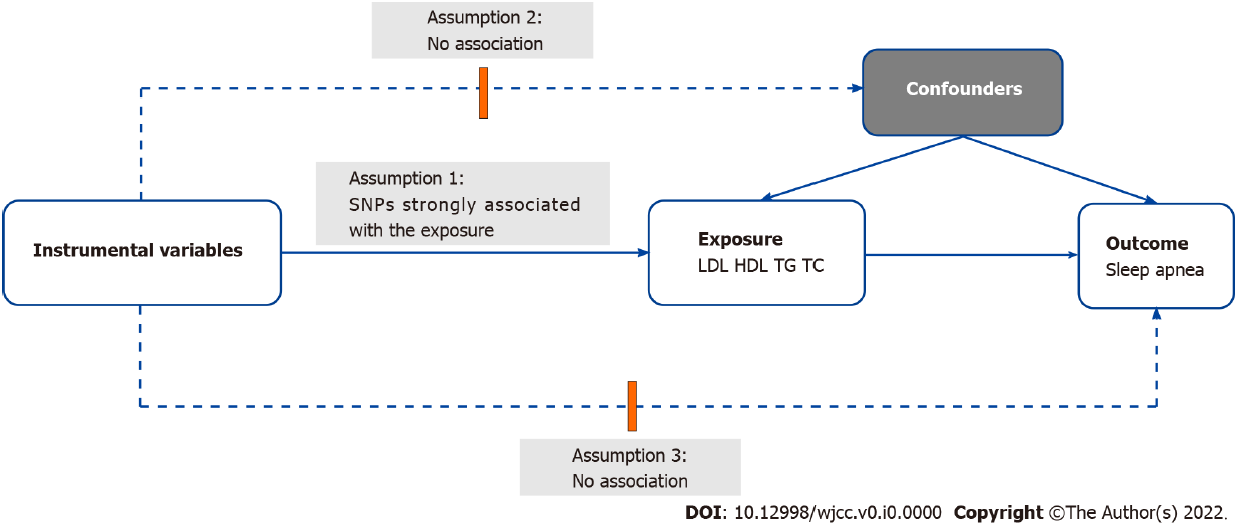 Assumption 2:
No association
Confounders
Assumption 1:
SNPs strongly associated
with the exposure
Instrumental variables
Exposure
LDL HDL TG TC
Outcome
Sleep apnea
Assumption 3:
No association
DOI: 10.12998/wjcc.v0.i0.0000 Copyright ©The Author(s) 2022.